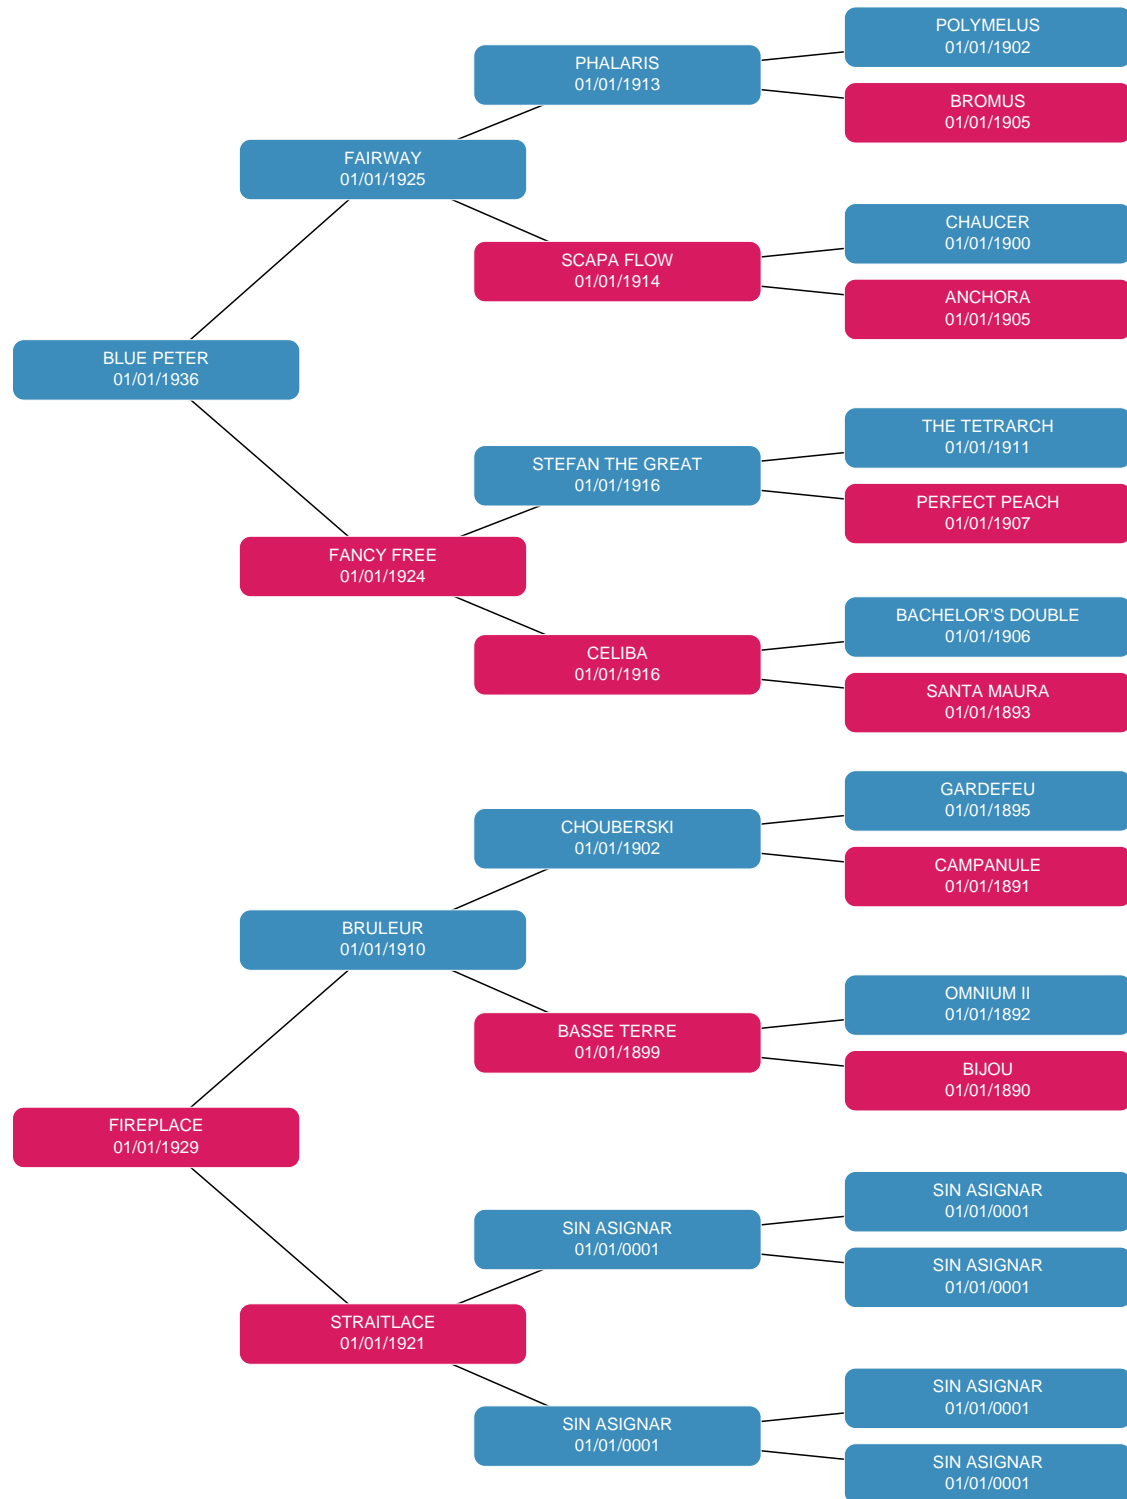 POLYMELUS
01/01/1902
PHALARIS
01/01/1913
BROMUS
01/01/1905
FAIRWAY
01/01/1925
CHAUCER
01/01/1900
SCAPA FLOW
01/01/1914
ANCHORA
01/01/1905
BLUE PETER
01/01/1936
THE TETRARCH
01/01/1911
STEFAN THE GREAT
01/01/1916
PERFECT PEACH
01/01/1907
FANCY FREE
01/01/1924
BACHELOR'S DOUBLE
01/01/1906
CELIBA
01/01/1916
SANTA MAURA
01/01/1893
GARDEFEU
01/01/1895
CHOUBERSKI
01/01/1902
CAMPANULE
01/01/1891
BRULEUR
01/01/1910
OMNIUM II
01/01/1892
BASSE TERRE
01/01/1899
BIJOU
01/01/1890
FIREPLACE
01/01/1929
SIN ASIGNAR
01/01/0001
SIN ASIGNAR
01/01/0001
SIN ASIGNAR
01/01/0001
STRAITLACE
01/01/1921
SIN ASIGNAR
01/01/0001
SIN ASIGNAR
01/01/0001
SIN ASIGNAR
01/01/0001